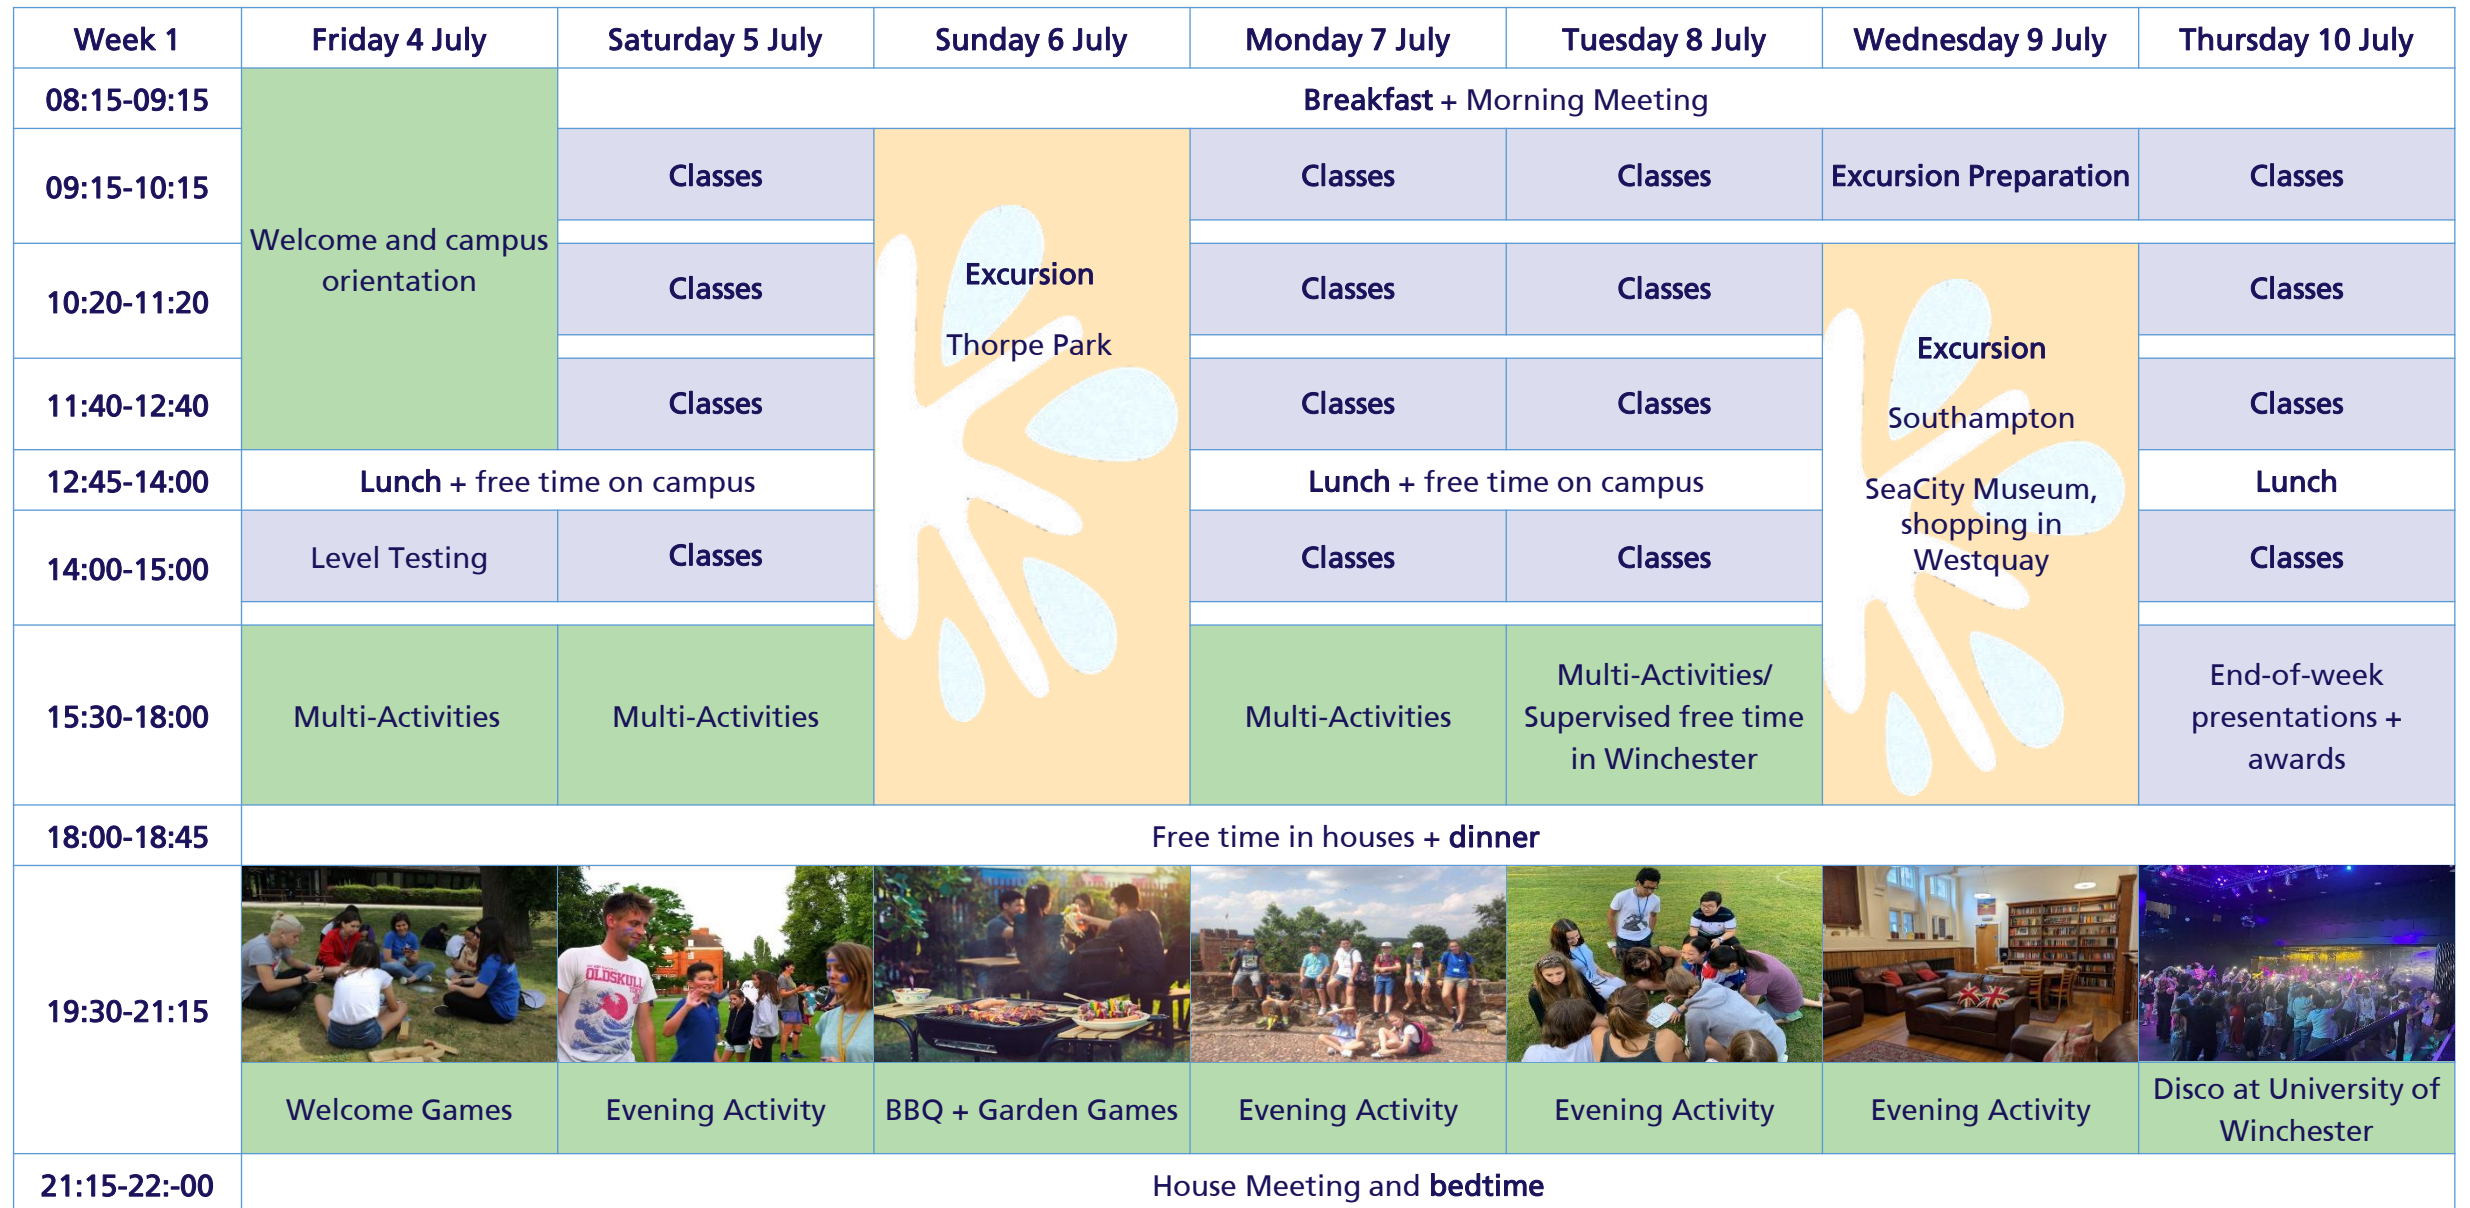 Week 1
Friday 4 July
Saturday 5 July
Sunday 6 July
Monday 7 July
Tuesday 8 July
Wednesday 9 July
Thursday 10 July
08:15-09:15
Welcome and campus
orientation
Breakfast + Morning Meeting
09:15-10:15
Classes
Excursion
Thorpe Park
Classes
Classes
Excursion Preparation
Classes
10:20-11:20
Classes
Classes
Classes
Excursion
Southampton
SeaCity Museum,
shopping in
Westquay
Classes
11:40-12:40
Classes
Classes
Classes
Classes
12:45-14:00
Lunch + free time on campus
Lunch + free time on campus
Lunch
14:00-15:00
Level Testing
Classes
Classes
Classes
Classes
15:30-18:00
Multi-Activities
Multi-Activities
Multi-Activities
Multi-Activities/
Supervised free time
in Winchester
End-of-week
presentations +
awards
18:00-18:45
Free time in houses + dinner
19:30-21:15
OLDSKULL
Welcome Games
Evening Activity
BBQ + Garden Games
Evening Activity
Evening Activity
Evening Activity
Disco at University of
Winchester
21:15-22:-00
House Meeting and bedtime